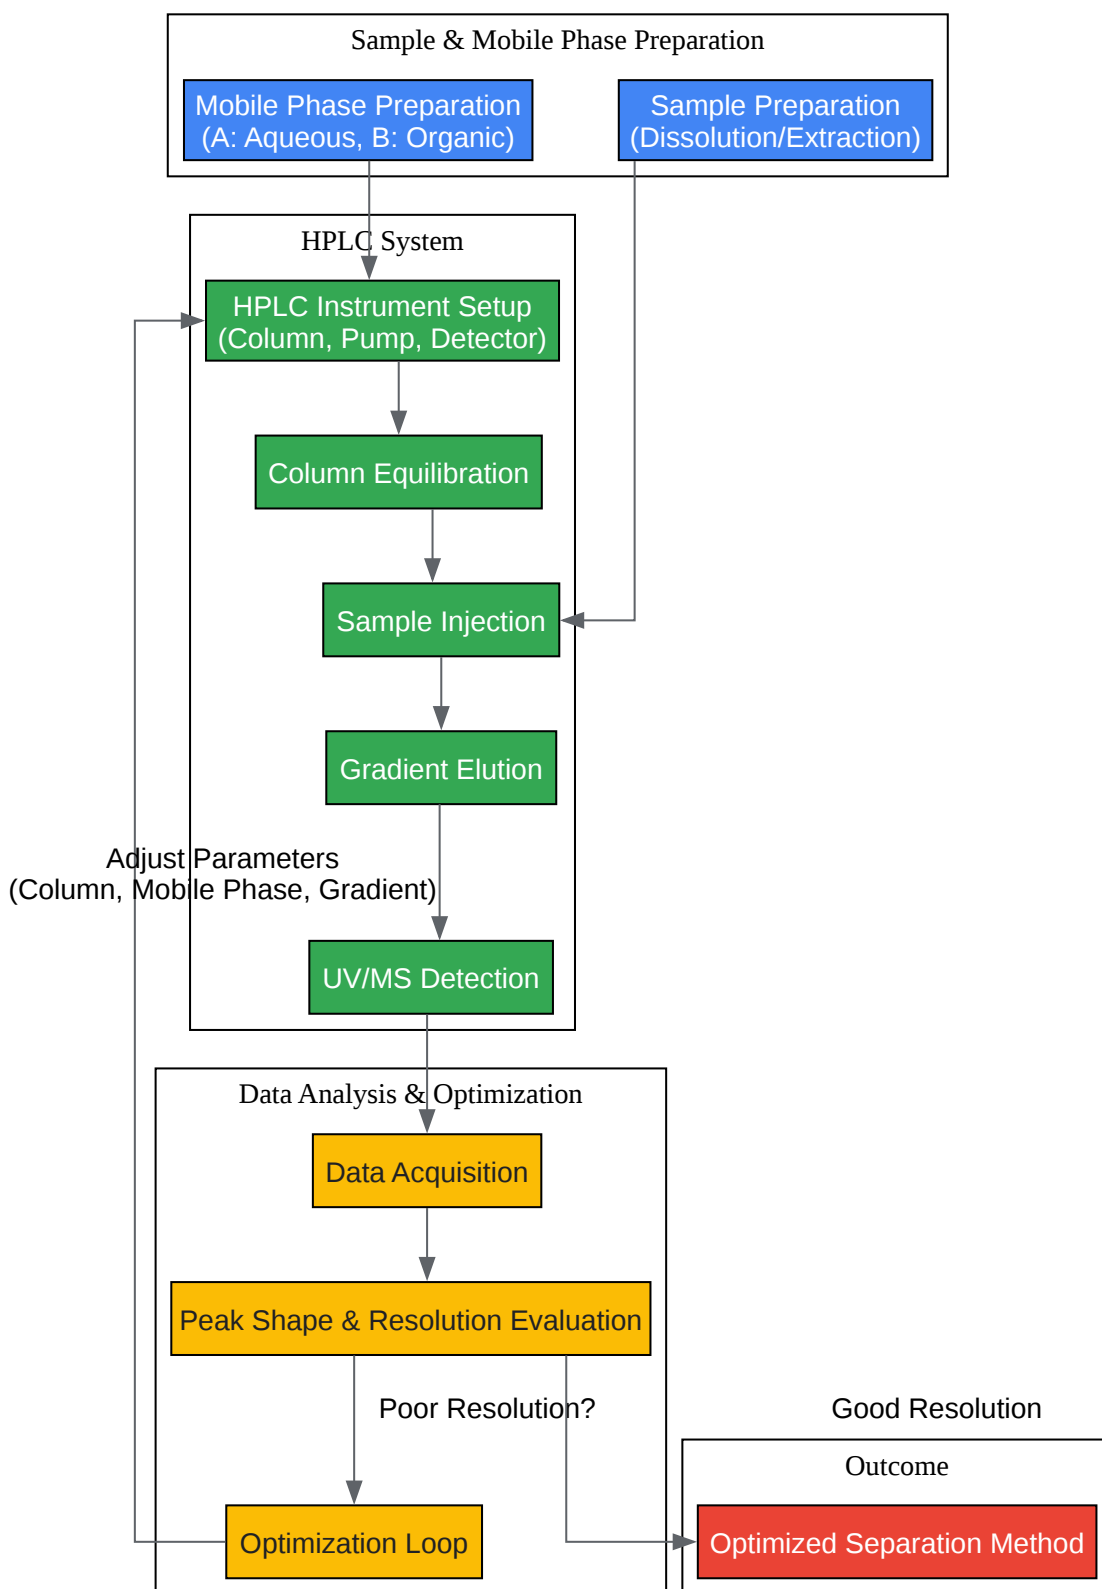 Sample & Mobile Phase Preparation
Mobile Phase Preparation
(A: Aqueous, B: Organic)
Sample Preparation
(Dissolution/Extraction)
HPLC System
HPLC Instrument Setup
(Column, Pump, Detector)
Column Equilibration
Sample Injection
Gradient Elution
Adjust Parameters
(Column, Mobile Phase, Gradient)
UV/MS Detection
Data Analysis & Optimization
Data Acquisition
Peak Shape & Resolution Evaluation
Poor Resolution?
Good Resolution
Outcome
Optimization Loop
Optimized Separation Method